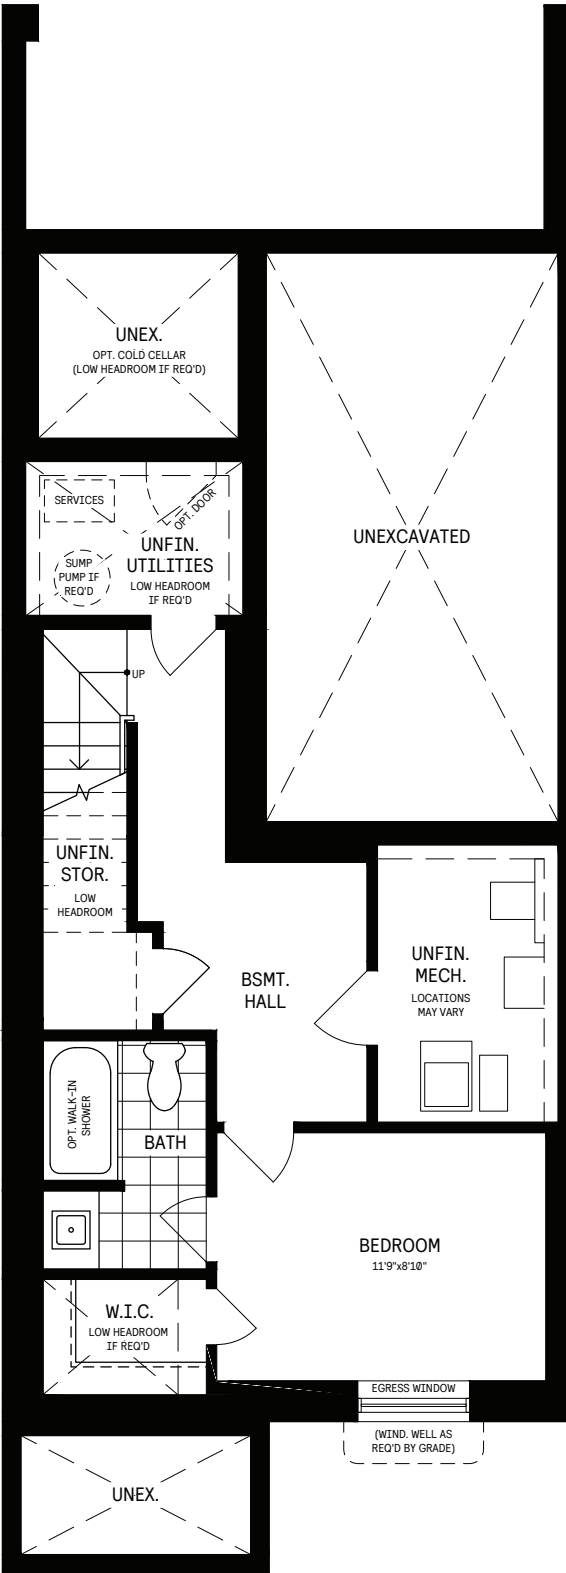 UNEX.
OPT. COLD CELLAR
(LOW HEADROOM IF REQ'D)
SERVICES
OPT. DOOR
UNFIN.
UTILITIES
LOW HEADROOM
IF REQ'D
SUMP
PUMP IF
REQ'D
UNEXCAVATED
UP
UNFIN.
STOR.
LOW
HEADROOM
BSMT.
HALL
UNFIN.
MECH.
LOCATIONS
MAY VARY
OPT. WALK-IN
SHOWER
BATH
BEDROOM
11'9"x8'10"
W.I.C.
LOW HEADROOM
IF REQ'D
EGRESS WINDOW
(WIND. WELL AS
REQ'D BY GRADE)
UNEX.